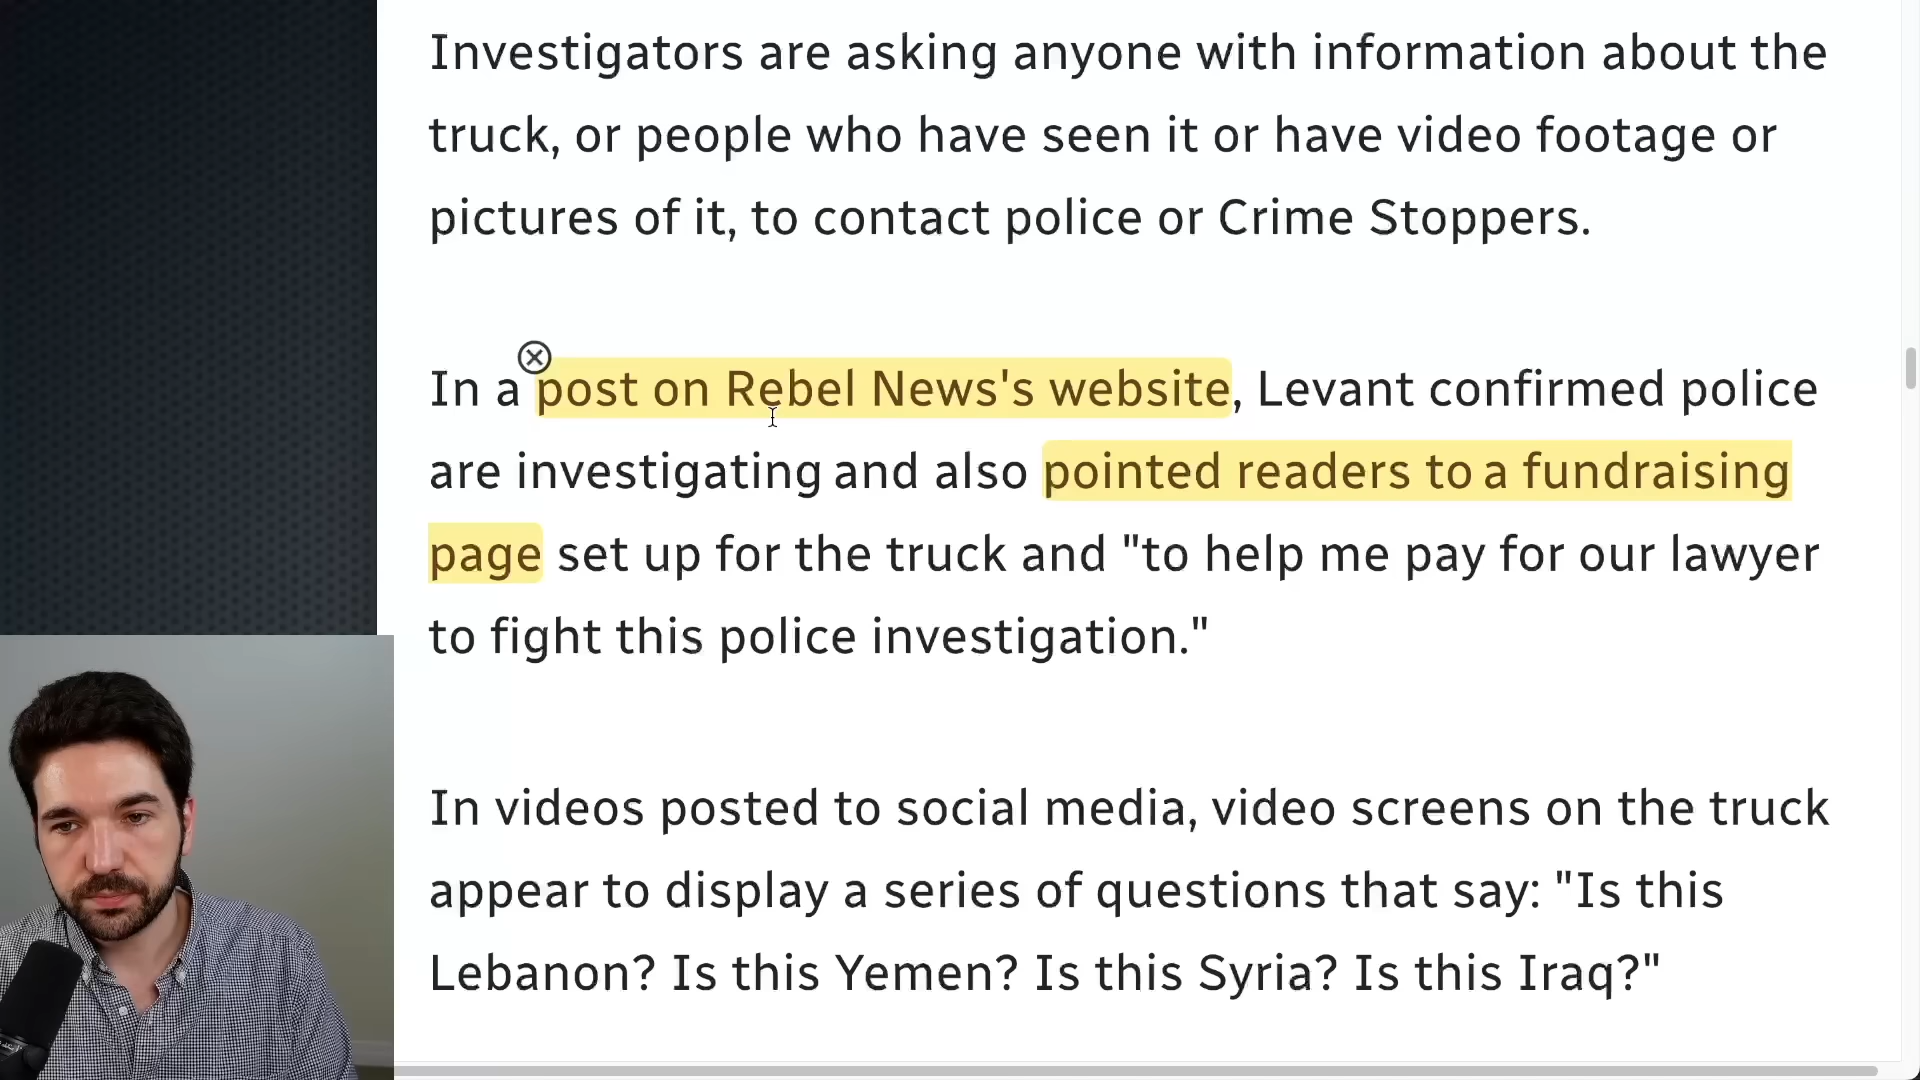 Investigators are asking anyone with information about the
truck, or people who have seen it or have video footage or
pictures of it, to contact police or Crime Stoppers.
In a post on Rebel News's website, Levant confirmed police
are investigating and also pointed readers to a fundraising
page set up for the truck and "to help me pay for our lawyer
to fight this police investigation."
In videos posted to social media, video screens on the truck
appear to display a series of questions that say: "Is this
Lebanon? Is this Yemen? Is this Syria? Is this Iraq?"